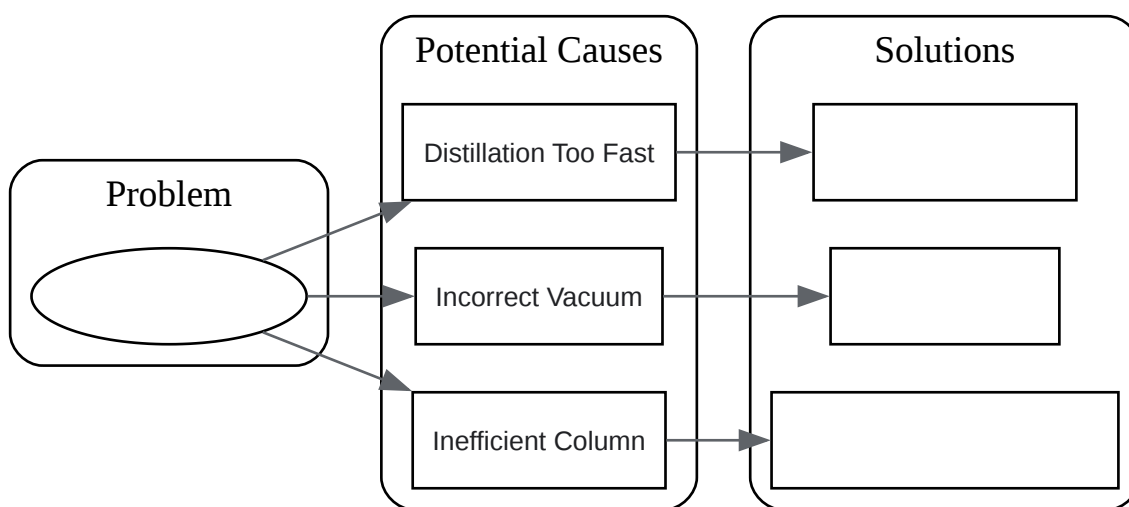 Potential Causes
Solutions
Distillation Too Fast
Problem
Incorrect Vacuum
Inefficient Column